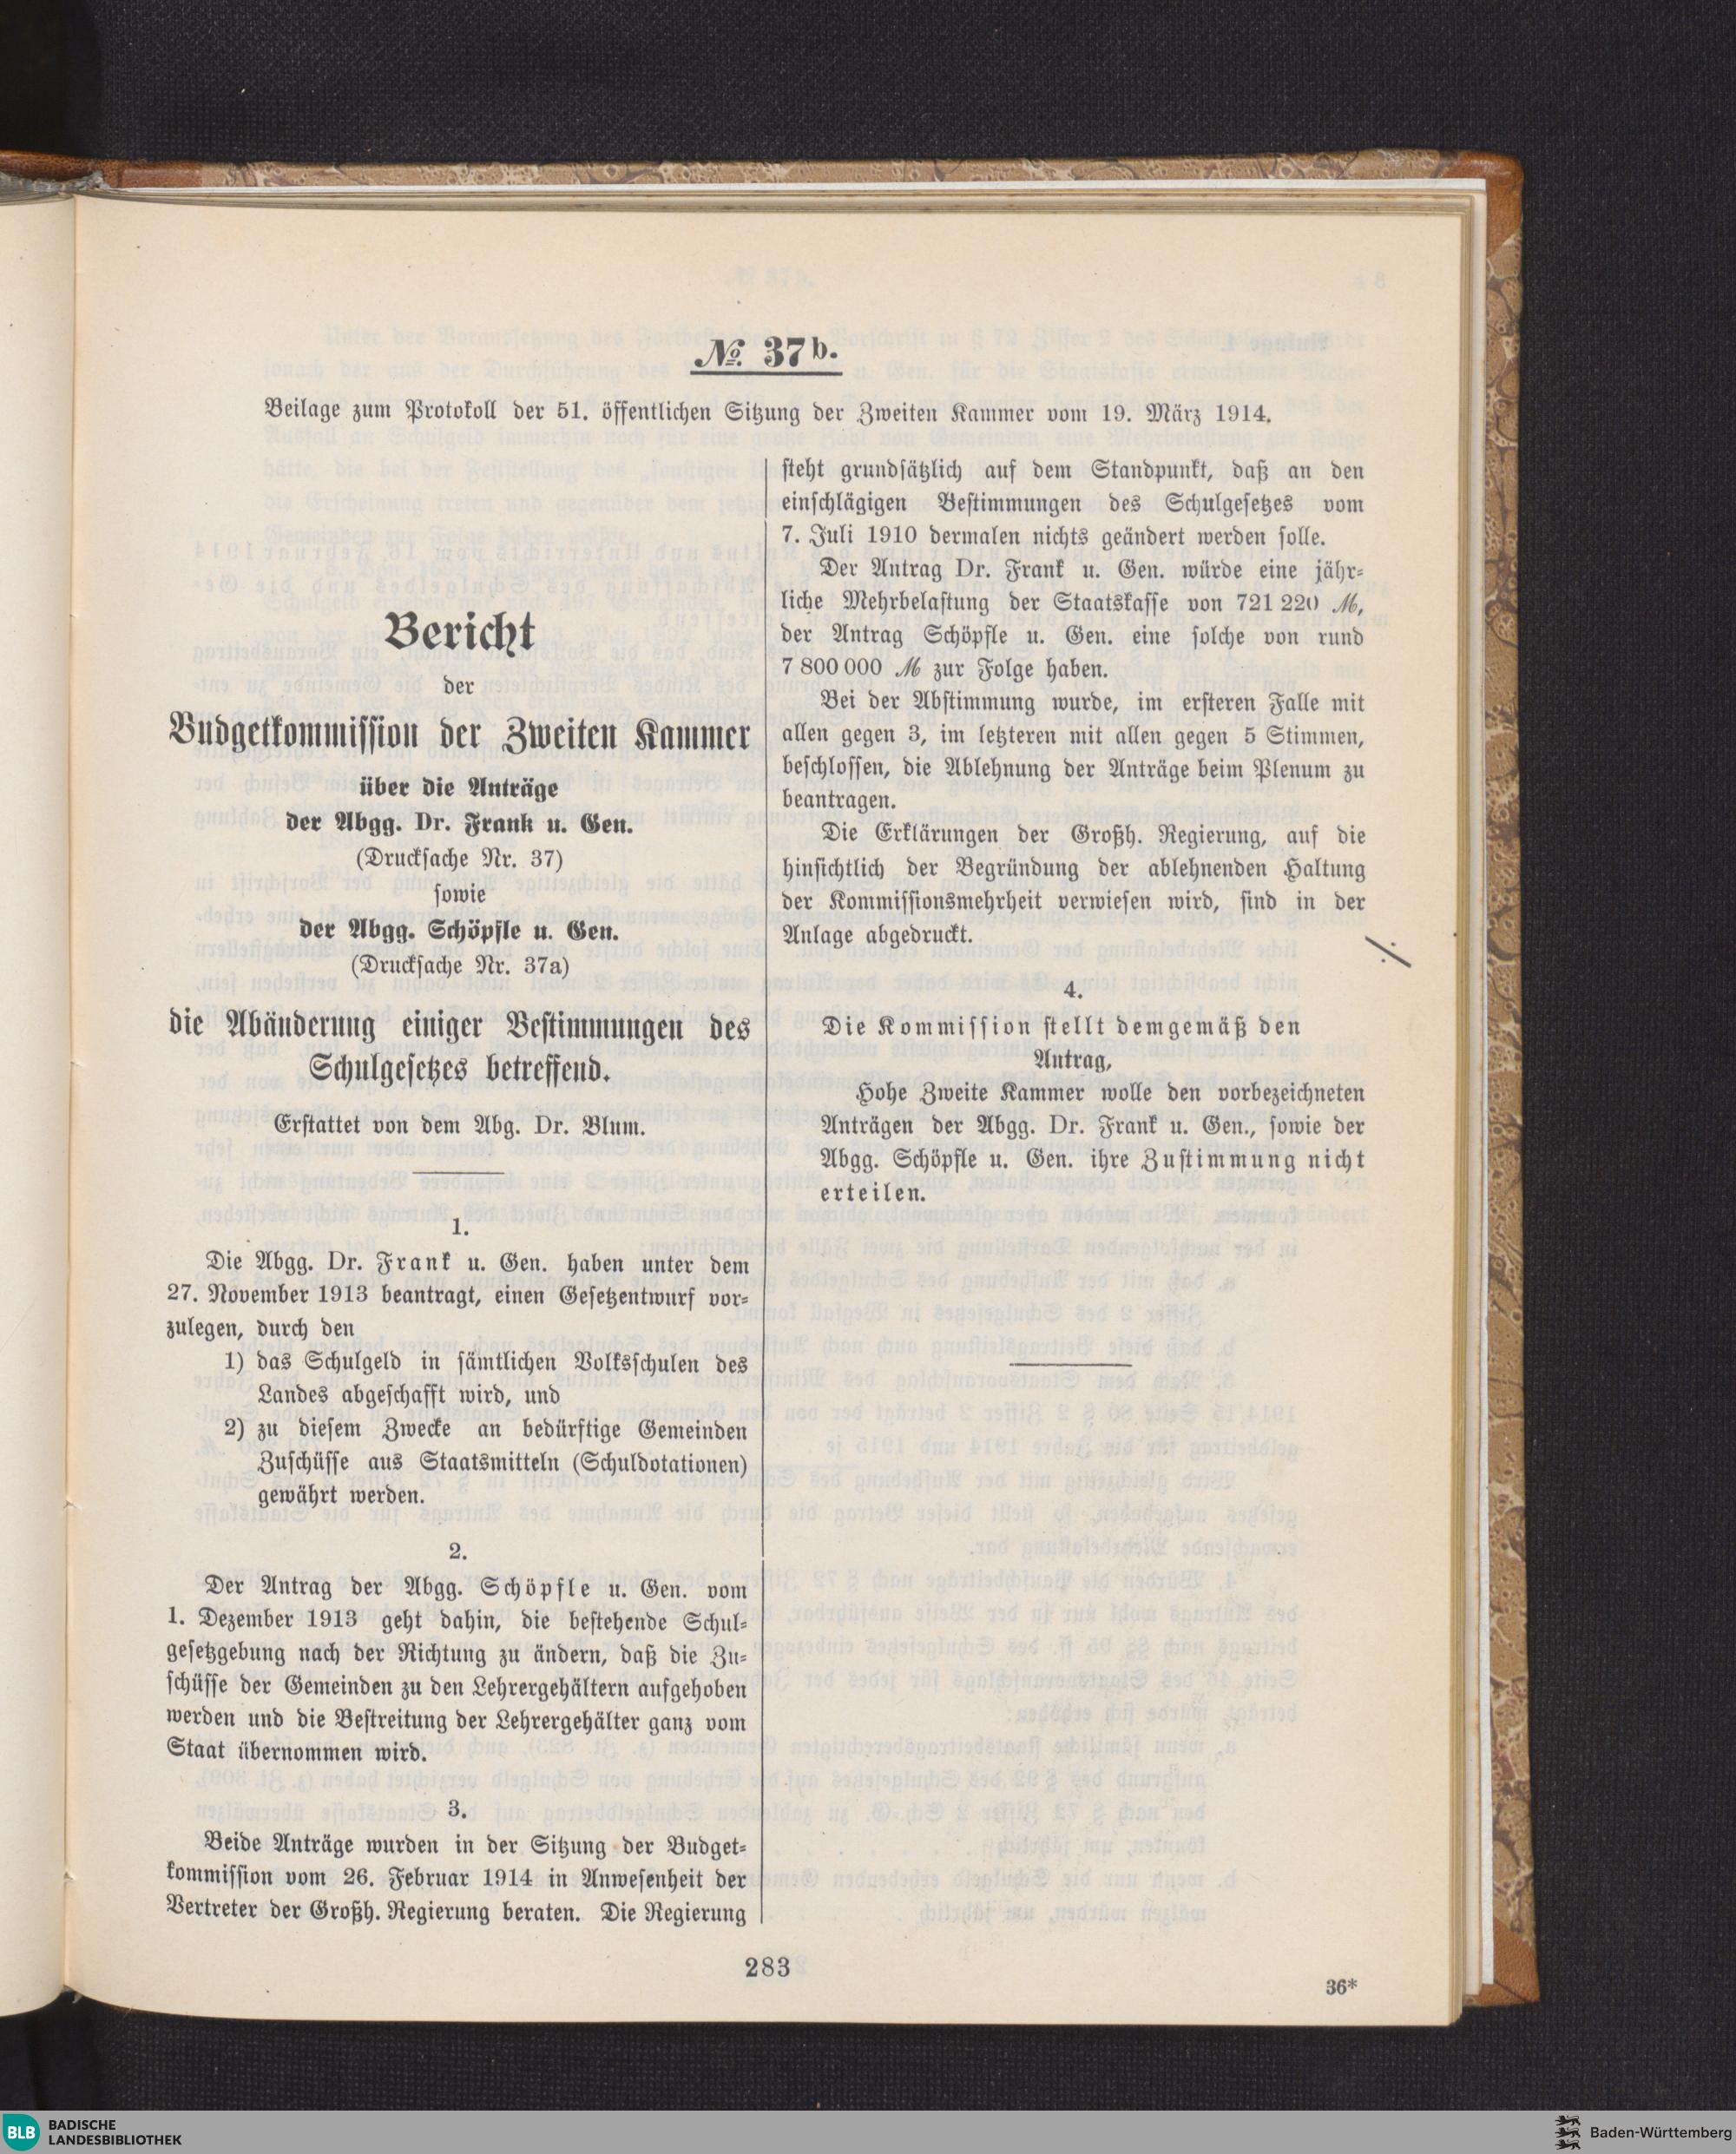 №. 37b.
Beilage zum Protokoll der 51. öffentlichen Sitzung der Zweiten Kammer vom 19. März 1914.
Bericht
der
Budgetkommission der Zweiten Kammer
über die Anträge
der Abgg. Dr. Frank u. Gen.
(Drucksache Nr. 37)
sowie
der Abgg. Schöpfle u. Gen.
(Drucksache Nr. 37a)
die Abänderung einiger Bestimmungen des
Schulgesetzes betreffend.
Erstattet von dem Abg. Dr. Blum.
1.
Die Abgg. Dr. Frank u. Gen. haben unter dem
27. November 1913 beantragt, einen Gesetzentwurf vor-
zulegen, durch den
1) das Schulgeld in sämtlichen Volksschulen des
Landes abgeschafft wird, und
2) zu diesem Zwecke an bedürftige Gemeinden
Zuschüsse aus Staatsmitteln (Schuldotationen)
gewährt werden.
2.
Der Antrag der Abgg. Schöpfle u. Gen. vom
1. Dezember 1913 geht dahin, die bestehende Schul-
gesetzgebung nach der Richtung zu ändern, daß die Zu-
schüsse der Gemeinden zu den Lehrergehältern aufgehoben
werden und die Bestreitung der Lehrergehälter ganz vom
Staat übernommen wird.
3.
Beide Anträge wurden in der Sitzung der Budget-
kommission vom 26. Februar 1914 in Anwesenheit der
Vertreter der Großh. Regierung beraten. Die Regierung
steht grundsätzlich auf dem Standpunkt, daß an den
einschlägigen Bestimmungen des Schulgesetzes vom
7. Juli 1910 dermalen nichts geändert werden solle.
Der Antrag Dr. Frank u. Gen. würde eine jähr-
liche Mehrbelastung der Staatskasse von 721 220 ℳ,
der Antrag Schöpfle u. Gen. eine solche von rund
7 800 000 ℳ zur Folge haben.
Bei der Abstimmung wurde, im ersteren Falle mit
allen gegen 3, im letzteren mit allen gegen 5 Stimmen,
beschlossen, die Ablehnung der Anträge beim Plenum zu
beantragen.
Die Erklärungen der Großh. Regierung, auf die
hinsichtlich der Begründung der ablehnenden Haltung
der Kommissionsmehrheit verwiesen wird, sind in der
Anlage abgedruckt.
4.
Die Kommission stellt demgemäß den
Antrag,
Hohe Zweite Kammer wolle den vorbezeichneten
Anträgen der Abgg. Dr. Frank u. Gen., sowie der
Abgg. Schöpfle u. Gen. ihre Zustimmung nicht
erteilen.
283
36*
BLB BADISCHE
LANDESBIBLIOTHEK
Baden-Württemberg